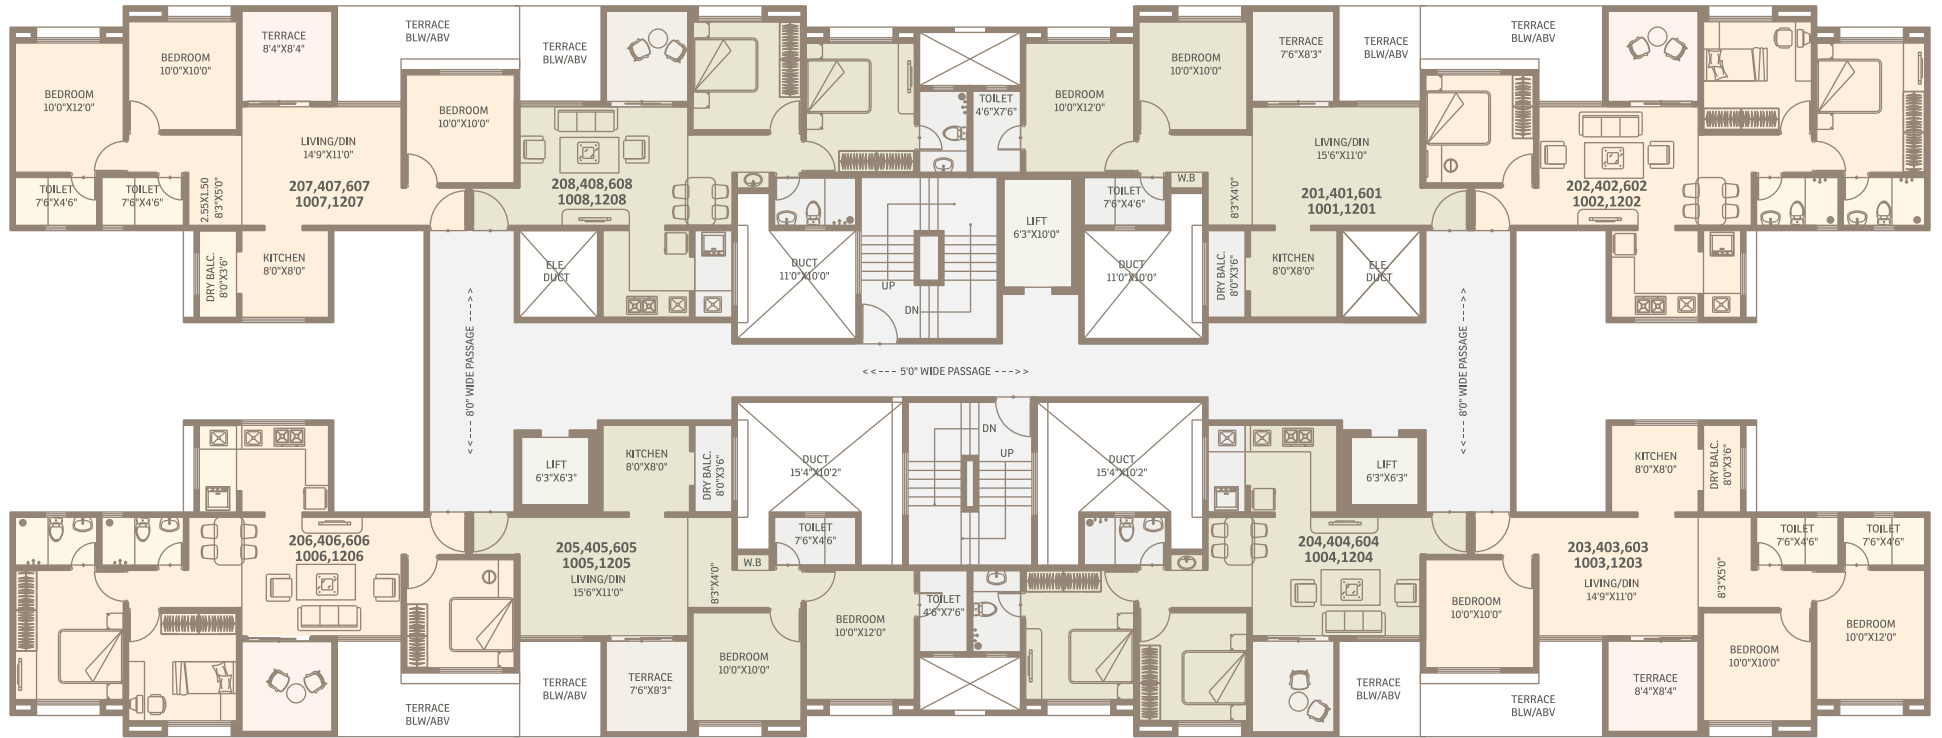 TERRACE
BLW/ABV
TERRACE
8'4"X8'4"
BEDROOM
10'0"X10'0"
BEDROOM
10'0"X12'0"
BEDROOM
10'0"X10'0"
LIVING/DIN
14'9"X11'0"
207,407,607
1007,1207
TOILET
7'6"X4'6"
TOILET
7'6"X4'6"
2.55X1.50
8'3"X5'0"
DRY BALC.
8'0"X3'6"
KITCHEN
8'0"X8'0"
TERRACE
BLW/ABV
208,408,608
1008,1208
ELE.
DUCT
DUCT
11'0"X10'0"
UP
DN
TOILET
4'6"X7'6"
BEDROOM
10'0"X12'0"
BEDROOM
10'0"X10'0"
TERRACE
7'6"X8'3"
TERRACE
BLW/ABV
LIVING/DIN
15'6"X11'0"
201,401,601
1001,1201
W.B
TOILET
7'6"X4'6"
8'3"X4'0"
LIFT
6'3"X10'0"
DUCT
11'0"X10'0"
DRY BALC.
8'0"X3'6"
KITCHEN
8'0"X8'0"
ELE.
DUCT
TERRACE
BLW/ABV
202,402,602
1002,1202
<<--- 8'0" WIDE PASSAGE --->>
<<--- 5'0" WIDE PASSAGE --->>
<<--- 8'0" WIDE PASSAGE --->>
206,406,606
1006,1206
TERRACE
BLW/ABV
LIFT
6'3"X6'3"
KITCHEN
8'0"X8'0"
DRY BALC.
8'0"X3'6"
DUCT
15'4"X10'2"
TOILET
7'6"X4'6"
W.B
205,405,605
1005,1205
LIVING/DIN
15'6"X11'0"
8'3"X4'0"
BEDROOM
10'0"X12'0"
BEDROOM
10'0"X10'0"
TERRACE
BLW/ABV
TERRACE
7'6"X8'3"
TOILET
4'6"X7'6"
DN
UP
DUCT
15'4"X10'2"
LIFT
6'3"X6'3"
204,404,604
1004,1204
TERRACE
BLW/ABV
KITCHEN
8'0"X8'0"
DRY BALC.
8'0"X3'6"
203,403,603
1003,1203
LIVING/DIN
14'9"X11'0"
8'3"X5'0"
TOILET
7'6"X4'6"
TOILET
7'6"X4'6"
BEDROOM
10'0"X10'0"
BEDROOM
10'0"X10'0"
BEDROOM
10'0"X12'0"
TERRACE
8'4"X8'4"
TERRACE
BLW/ABV